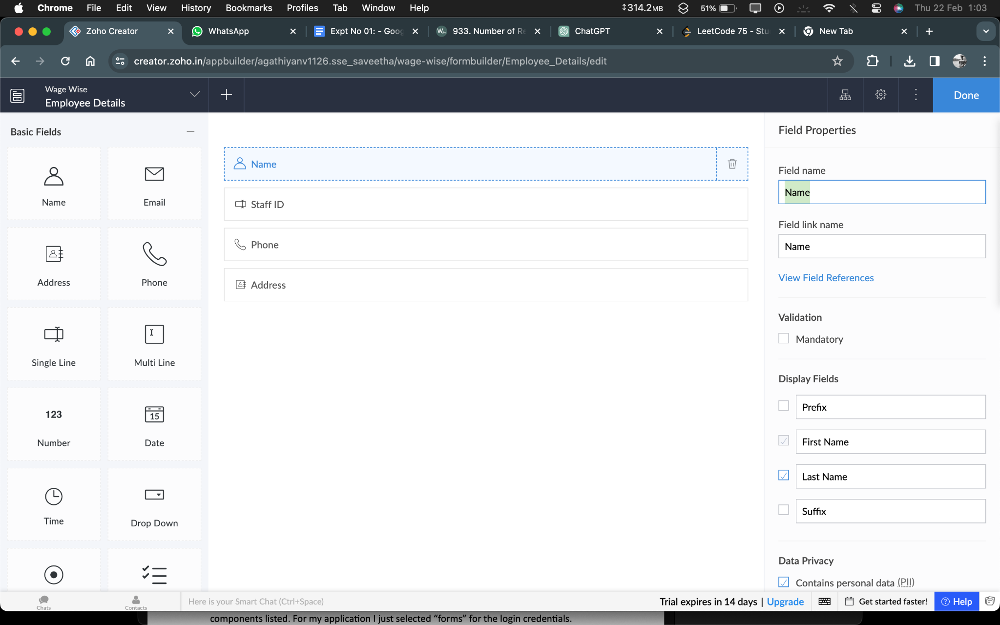 Chrome File Edit View History Bookmarks Profiles Tab Window Help 314.2MB 51% Thu 22 Feb 1:03
Zoho Creator WhatsApp Expt No 01: - Goog 933. Number of Re ChatGPT LeetCode 75 - Stu New Tab
creator.zoho.in/appbuilder/agathiyanv1126.sse_saveetha/wage-wise/formbuilder/Employee_Details/edit
Wage Wise
Employee Details
Done
Basic Fields
Name
Email
Address
Phone
Single Line
Multi Line
123
Number
15
Date
Time
Drop Down
Name
Staff ID
Phone
Address
Field Properties
Field name
Name
Field link name
Name
View Field References
Validation
Mandatory
Display Fields
Prefix
First Name
Last Name
Suffix
Data Privacy
Contains personal data (PII)
Chats
Contacts
Here is your Smart Chat (Ctrl+Space)
Trial expires in 14 days | Upgrade
Get started faster!
Help
components listed. For my application I just selected “forms” for the login credentials.